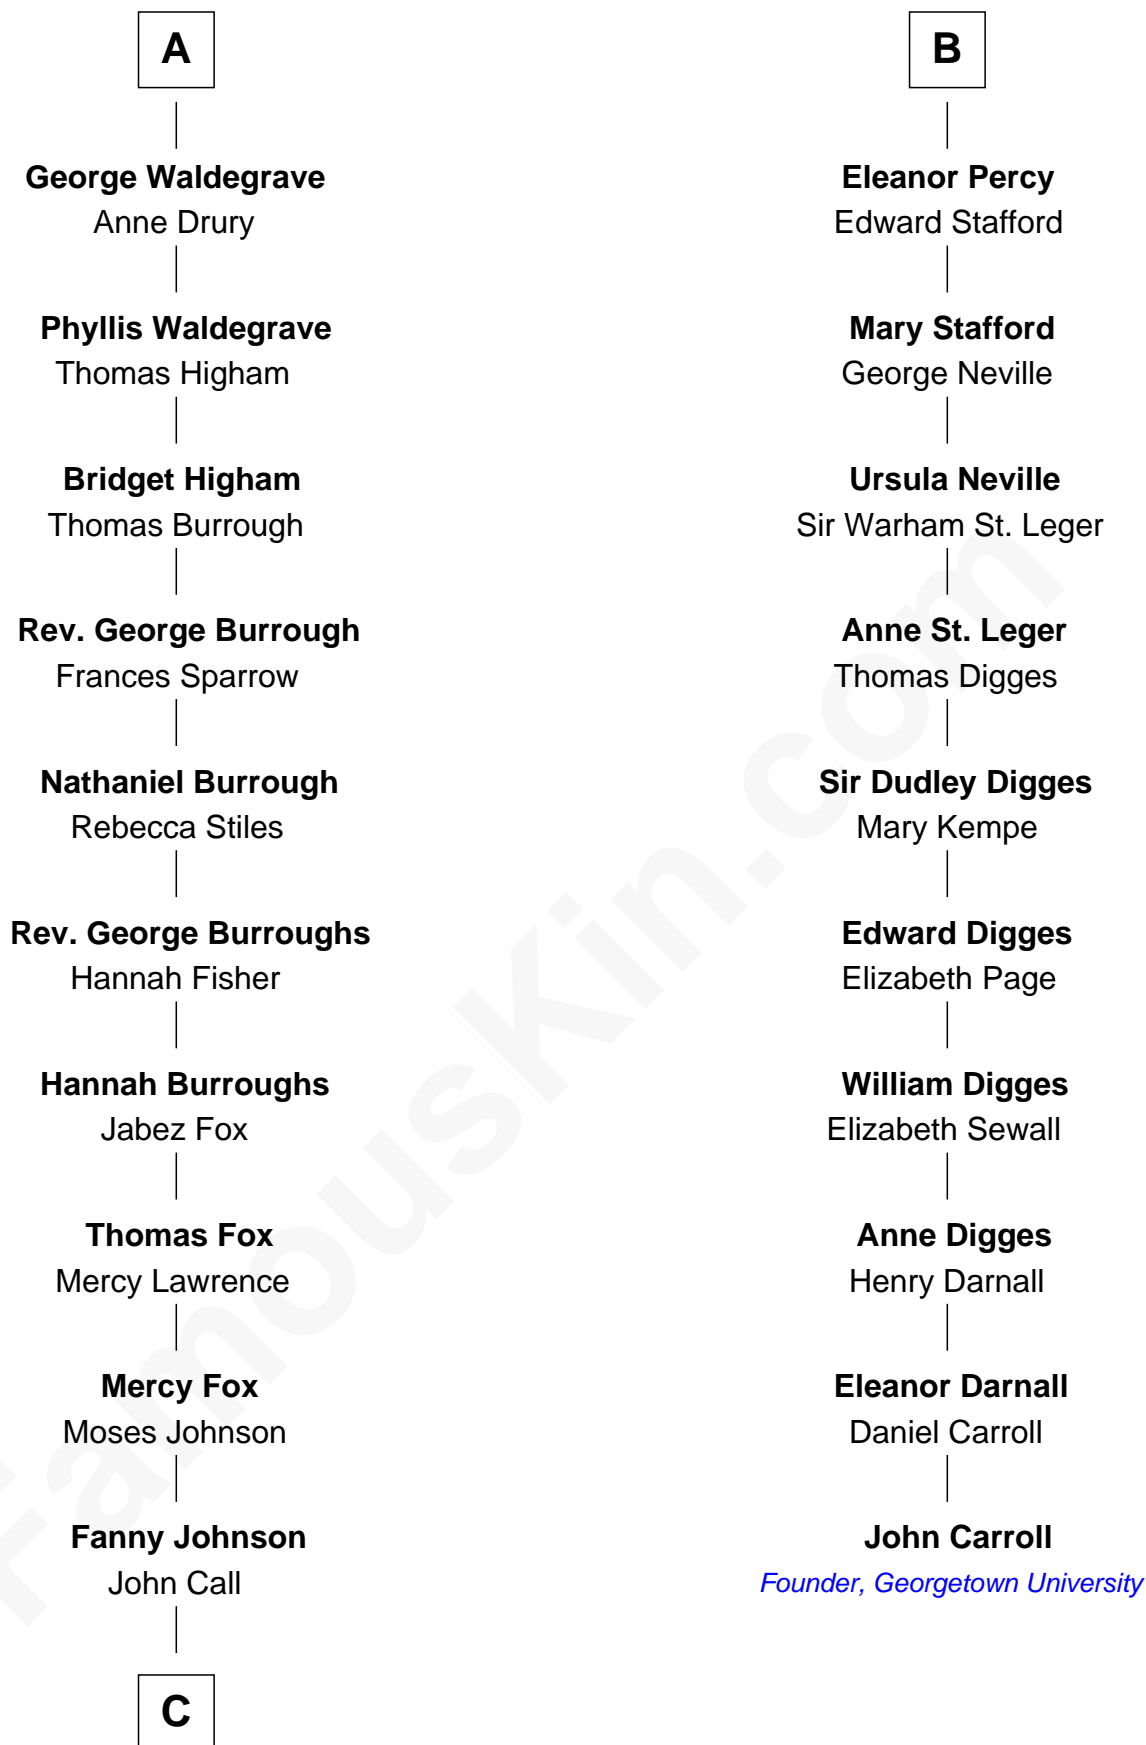 A
George Waldegrave
Anne Drury
Phyllis Waldegrave
Thomas Higham
Bridget Higham
Thomas Burrough
Rev. George Burrough
Frances Sparrow
Nathaniel Burrough
Rebecca Stiles
Rev. George Burroughs
Hannah Fisher
Hannah Burroughs
Jabez Fox
Thomas Fox
Mercy Lawrence
Mercy Fox
Moses Johnson
Fanny Johnson
John Call
C
B
Eleanor Percy
Edward Stafford
Mary Stafford
George Neville
Ursula Neville
Sir Warham St. Leger
Anne St. Leger
Thomas Digges
Sir Dudley Digges
Mary Kempe
Edward Digges
Elizabeth Page
William Digges
Elizabeth Sewall
Anne Digges
Henry Darnall
Eleanor Darnall
Daniel Carroll
John Carroll
Founder, Georgetown University
FamousKin.com